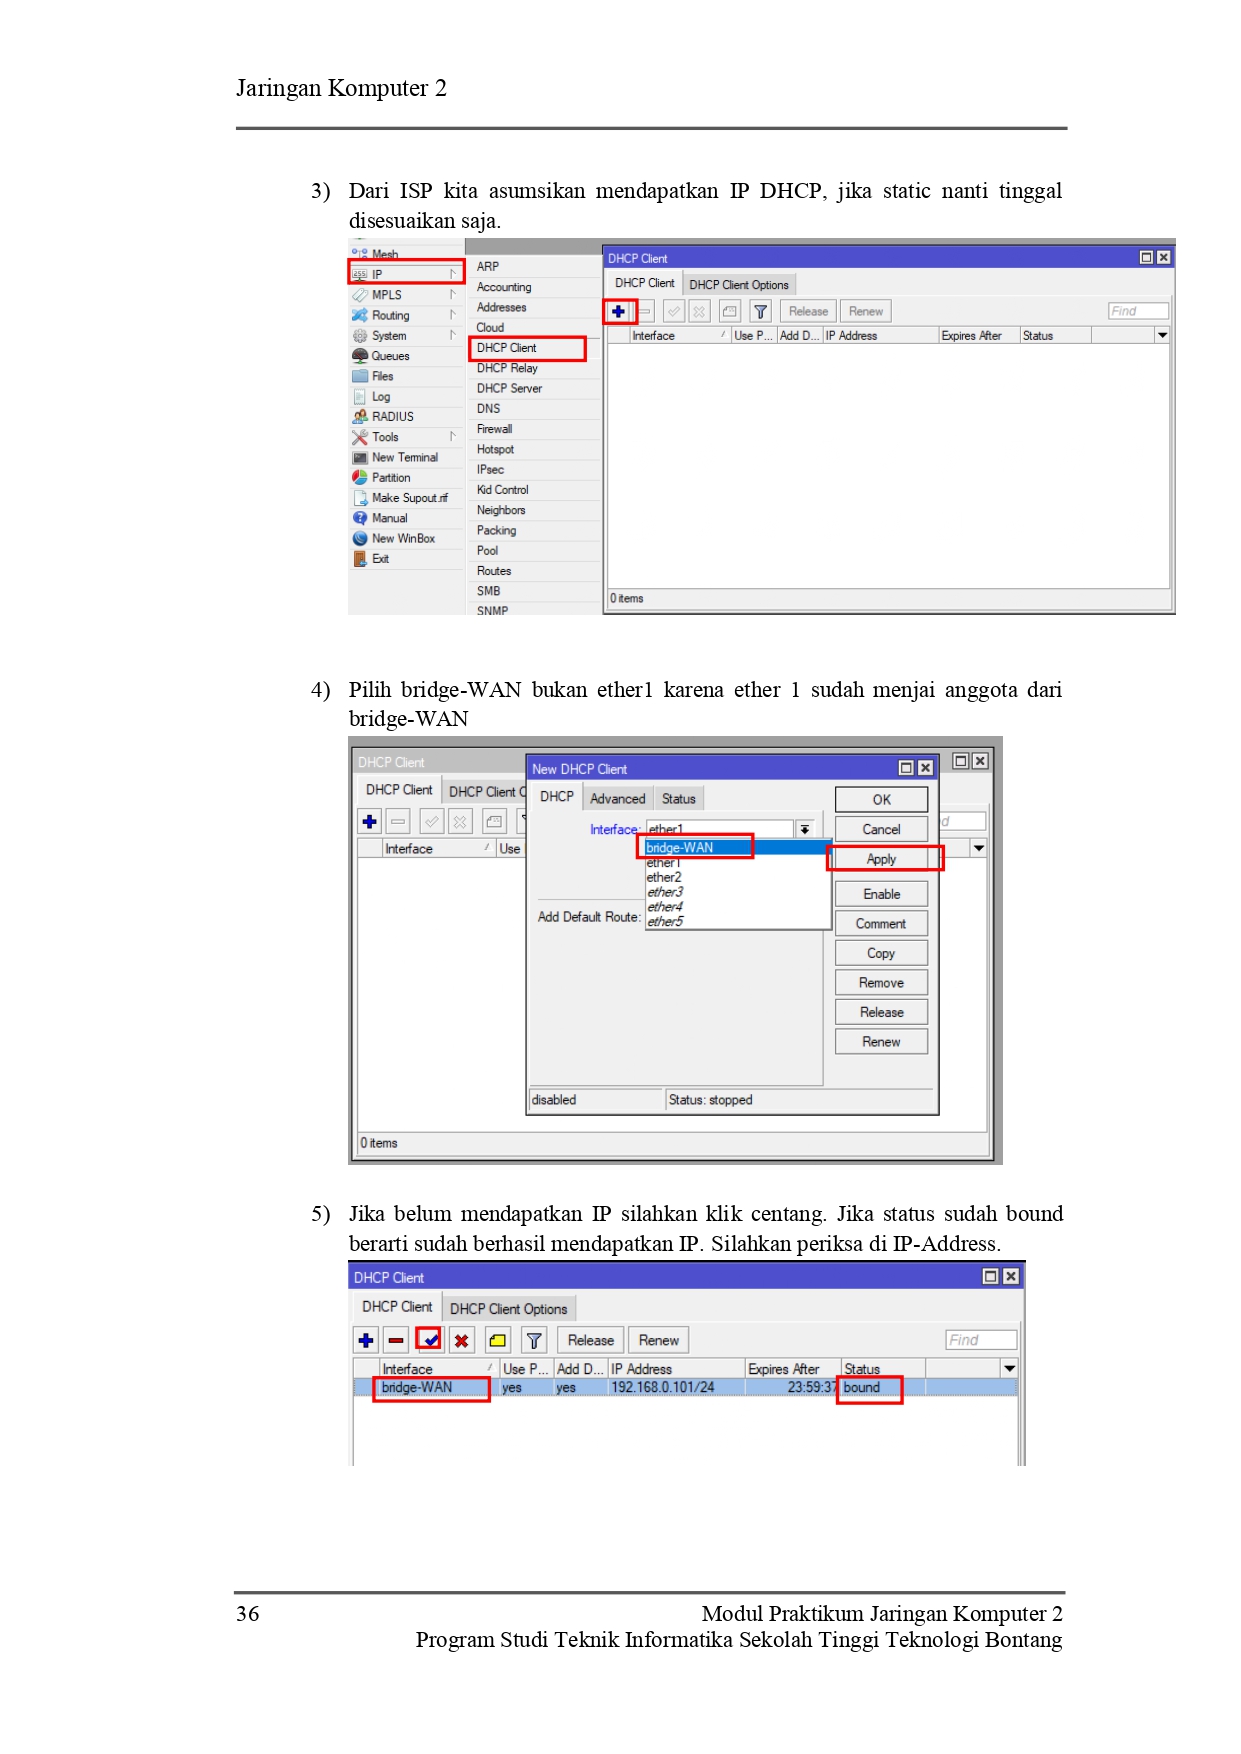 Jaringan Komputer 2
3) Dari ISP kita asumsikan mendapatkan IP DHCP, jika static nanti tinggal
disesuaikan saja.
Mesh
IP
MPLS
Routing
System
Queues
Files
Log
RADIUS
Tools
New Terminal
Partition
Make Supout.rif
Manual
New WinBox
Exit
ARP
Accounting
Addresses
Cloud
DHCP Client
DHCP Relay
DHCP Server
DNS
Firewall
Hotspot
IPsec
Kid Control
Neighbors
Packing
Pool
Routes
SMB
SNMP
DHCP Client
DHCP Client DHCP Client Options
Release Renew Find
Interface Use P... Add D... IP Address Expires After Status
0 items
4) Pilih bridge-WAN bukan ether1 karena ether 1 sudah menjai anggota dari
bridge-WAN
DHCP Client
DHCP Client DHCP Client O
Interface Use
0 items
New DHCP Client
DHCP Advanced Status
Interface: ether1
bridge-WAN
ether1
ether2
ether3
ether4
ether5
Add Default Route:
OK
Cancel
Apply
Enable
Comment
Copy
Remove
Release
Renew
disabled Status: stopped
5) Jika belum mendapatkan IP silahkan klik centang. Jika status sudah bound
berarti sudah berhasil mendapatkan IP. Silahkan periksa di IP-Address.
DHCP Client
DHCP Client DHCP Client Options
Release Renew Find
Interface Use P... Add D... IP Address Expires After Status
bridge-WAN yes yes 192.168.0.101/24 23:59:37 bound
36 Modul Praktikum Jaringan Komputer 2
Program Studi Teknik Informatika Sekolah Tinggi Teknologi Bontang